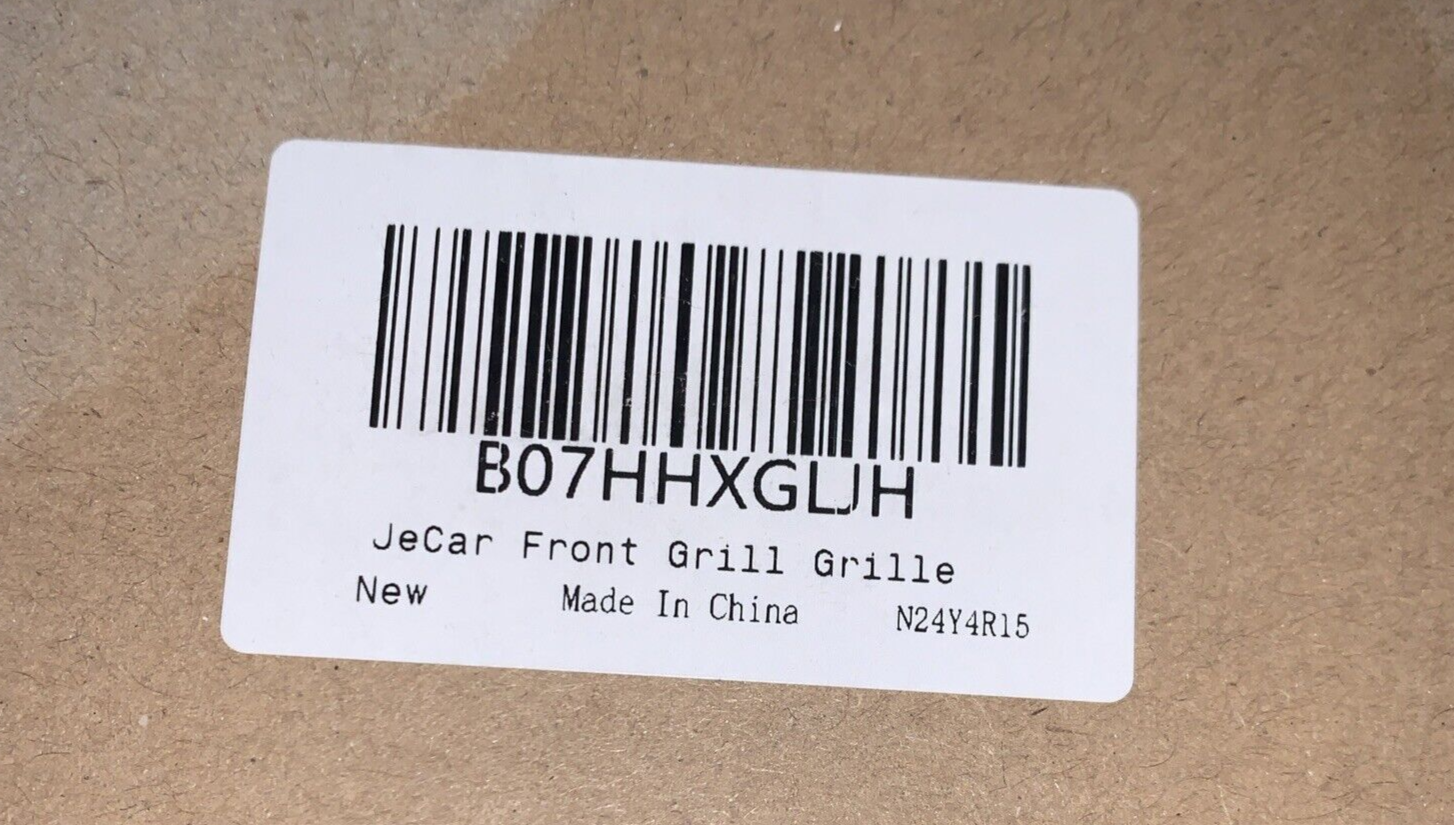 B07HHXGLJH
JeCar Front Grill Grille
New Made In China N24Y4R15